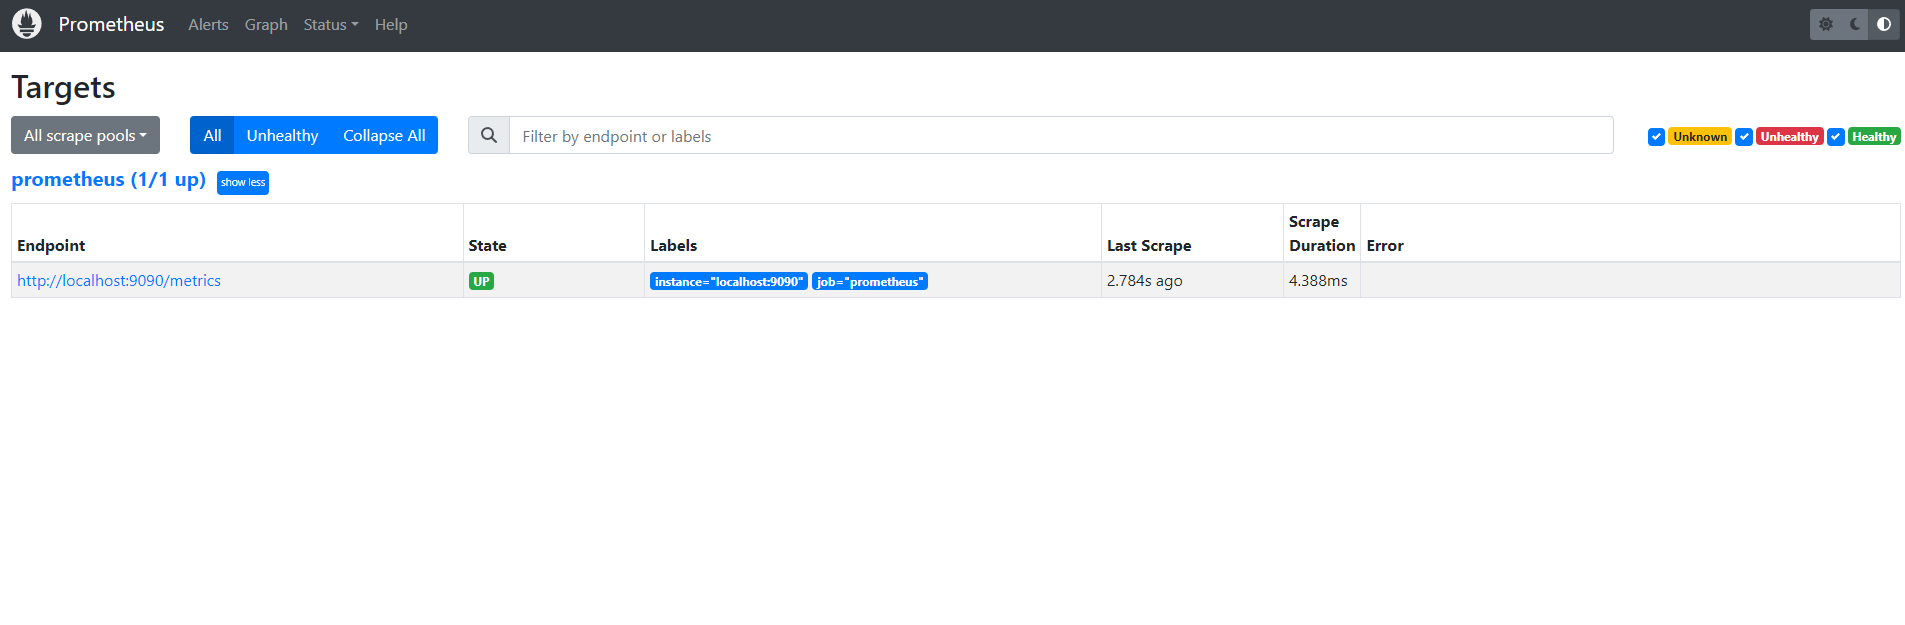 Prometheus Alerts Graph Status Help
Targets
All scrape pools All Unhealthy Collapse All Filter by endpoint or labels Unknown Unhealthy Healthy
prometheus (1/1 up) show less
Endpoint State Labels Last Scrape Scrape Duration Error
http://localhost:9090/metrics UP instance="localhost:9090" job="prometheus" 2.784s ago 4.388ms